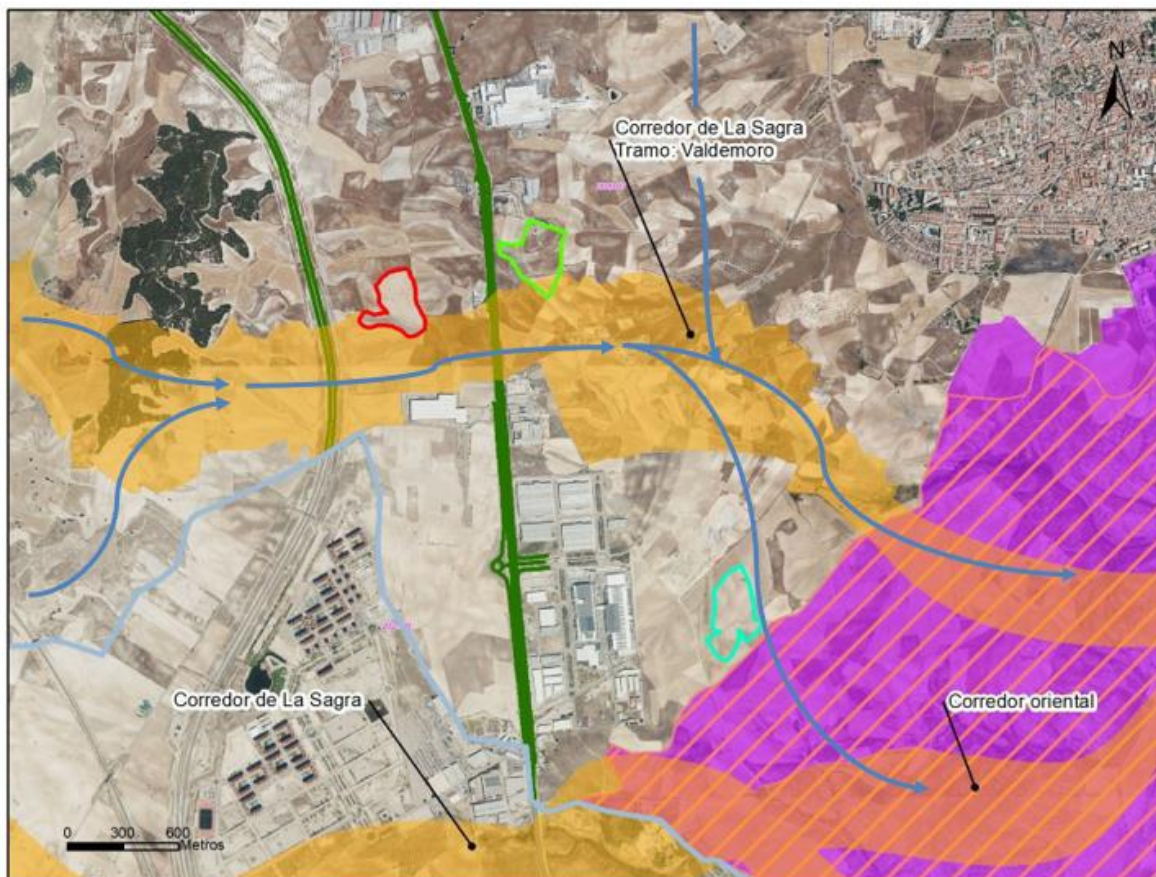 N
Corredor de La Sagra
Tramo: Valdemoro
Corredor de La Sagra
Corredor oriental
0 300 600
Metros